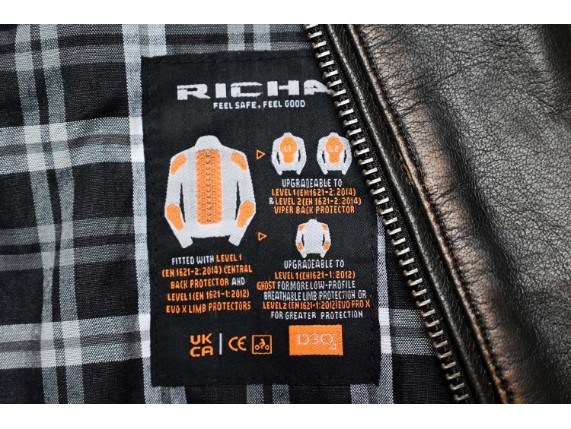 RICHA
FEEL SAFE, FEEL GOOD
L1 L2
UPGRADEABLE TO
LEVEL 1 (EN 1621-2: 2014)
& LEVEL 2 (EN 1621-2: 2014)
VIPER BACK PROTECTOR
FITTED WITH LEVEL 1
(EN 1621-2: 2014) CENTRAL
BACK PROTECTOR AND
LEVEL 1 (EN 1621-1: 2012)
EVO X LIMB PROTECTORS
UPGRADEABLE TO
LEVEL 1 (EN 1621-1: 2012)
GHOST FOR MORE LOW-PROFILE
BREATHABLE LIMB PROTECTION OR
LEVEL 2 (EN 1621-1: 2012) EVO PRO X
FOR GREATER PROTECTION
UK CE D3O
CA